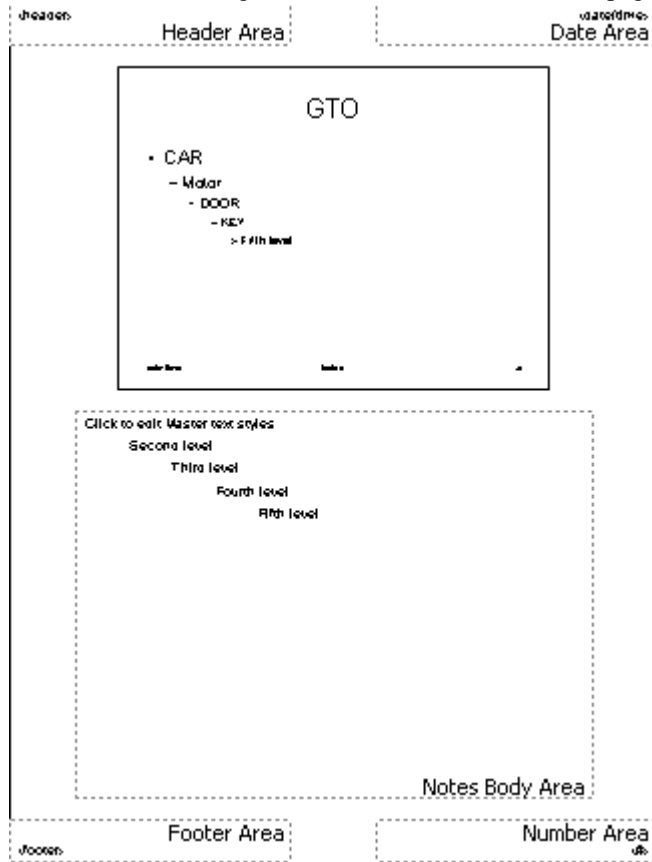 <header>
<date/time>
Header Area
Date Area
GTO
• CAR
– Motor
• DOOR
– KEY
» Fifth level
Click to edit Master text styles
Second level
Third level
Fourth level
Fifth level
Notes Body Area
Footer Area
Number Area
<footer>
<#>